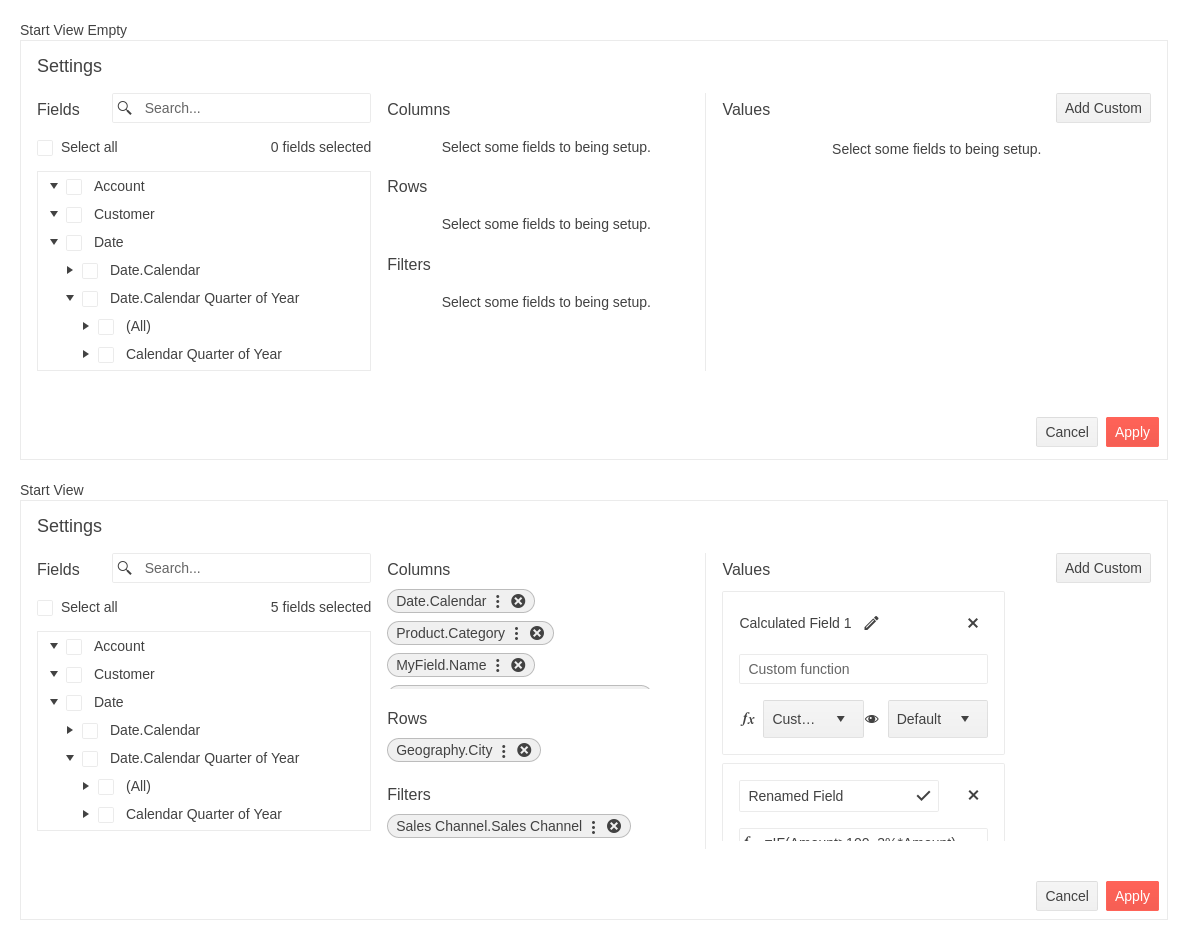 Start View Empty
Settings
Fields
Search...
Select all
0 fields selected
Account
Customer
Date
Date.Calendar
Date.Calendar Quarter of Year
(All)
Calendar Quarter of Year
Columns
Select some fields to being setup.
Rows
Select some fields to being setup.
Filters
Select some fields to being setup.
Values
Add Custom
Select some fields to being setup.
Cancel
Apply
Start View
Settings
Fields
Search...
Select all
5 fields selected
Account
Customer
Date
Date.Calendar
Date.Calendar Quarter of Year
(All)
Calendar Quarter of Year
Columns
Date.Calendar
Product.Category
MyField.Name
Rows
Geography.City
Filters
Sales Channel.Sales Channel
Values
Add Custom
Calculated Field 1
Custom function
fx Cust...
Default
Renamed Field
Cancel
Apply